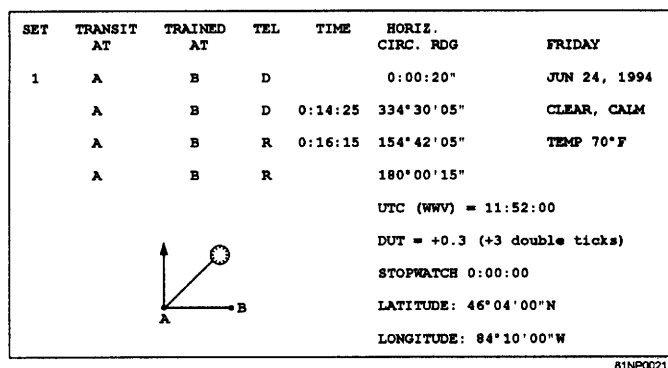 SET TRANSIT TRAINED TEL TIME HORIZ.
AT AT CIRC. RDG FRIDAY
1 A B D 0:00:20" JUN 24, 1994
A B D 0:14:25 334°30'05" CLEAR, CALM
A B R 0:16:15 154°42'05" TEMP 70°F
A B R 180°00'15"
UTC (WWV) = 11:52:00
DUT = +0.3 (+3 double ticks)
STOPWATCH 0:00:00
LATITUDE: 46°04'00"N
LONGITUDE: 84°10'00"W
A B
81NP0021